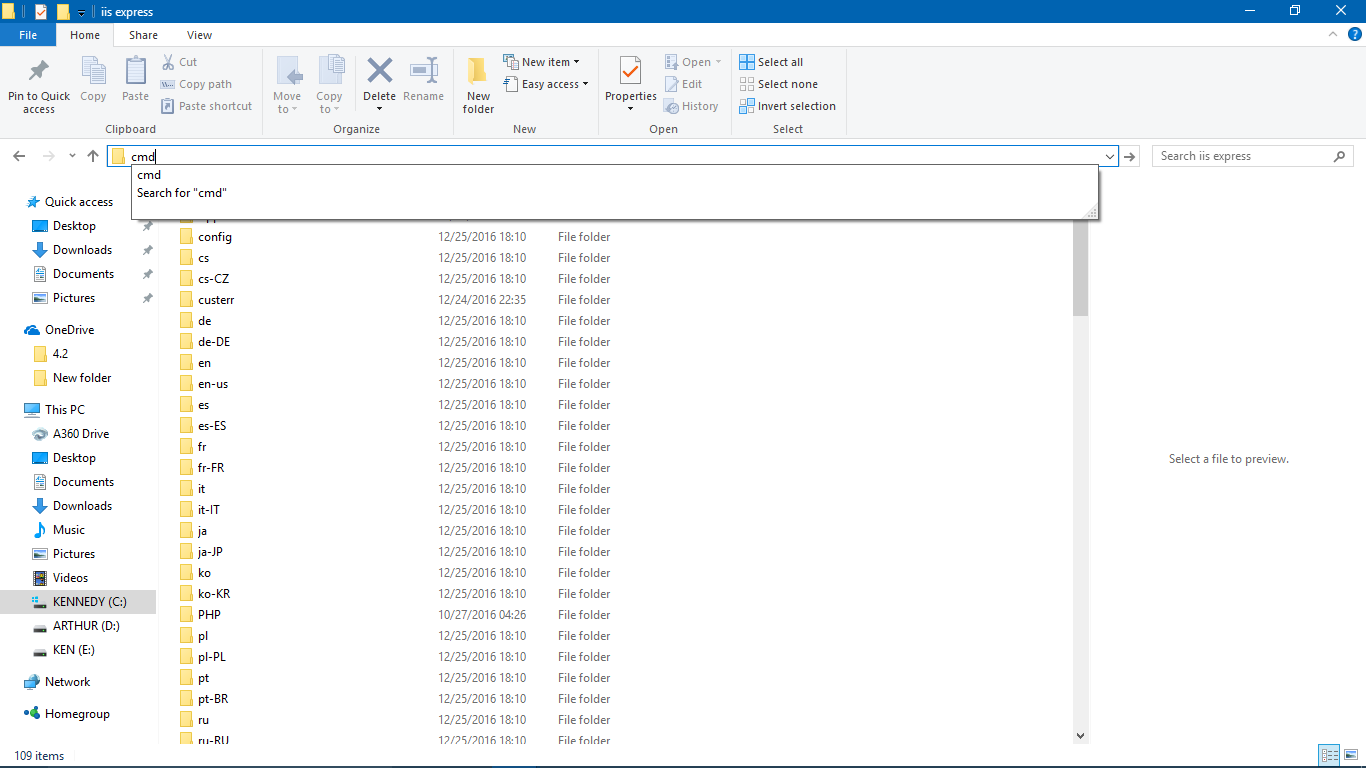 iis express
File Home Share View
Pin to Quick access
Copy
Paste
Cut
Copy path
Paste shortcut
Clipboard
Move to
Copy to
Delete
Rename
Organize
New folder
New item
Easy access
New
Properties
Open
Edit
History
Open
Select all
Select none
Invert selection
Select
cmd
Search iis express
cmd
Search for "cmd"
Quick access
Desktop
Downloads
Documents
Pictures
OneDrive
4.2
New folder
This PC
A360 Drive
Desktop
Documents
Downloads
Music
Pictures
Videos
KENNEDY (C:)
ARTHUR (D:)
KEN (E:)
Network
Homegroup
config 12/25/2016 18:10 File folder
cs 12/25/2016 18:10 File folder
cs-CZ 12/25/2016 18:10 File folder
custerr 12/24/2016 22:35 File folder
de 12/25/2016 18:10 File folder
de-DE 12/25/2016 18:10 File folder
en 12/25/2016 18:10 File folder
en-us 12/25/2016 18:10 File folder
es 12/25/2016 18:10 File folder
es-ES 12/25/2016 18:10 File folder
fr 12/25/2016 18:10 File folder
fr-FR 12/25/2016 18:10 File folder
it 12/25/2016 18:10 File folder
it-IT 12/25/2016 18:10 File folder
ja 12/25/2016 18:10 File folder
ja-JP 12/25/2016 18:10 File folder
ko 12/25/2016 18:10 File folder
ko-KR 12/25/2016 18:10 File folder
PHP 10/27/2016 04:26 File folder
pl 12/25/2016 18:10 File folder
pl-PL 12/25/2016 18:10 File folder
pt 12/25/2016 18:10 File folder
pt-BR 12/25/2016 18:10 File folder
ru 12/25/2016 18:10 File folder
ru-RU 12/25/2016 18:10 File folder
Select a file to preview.
109 items